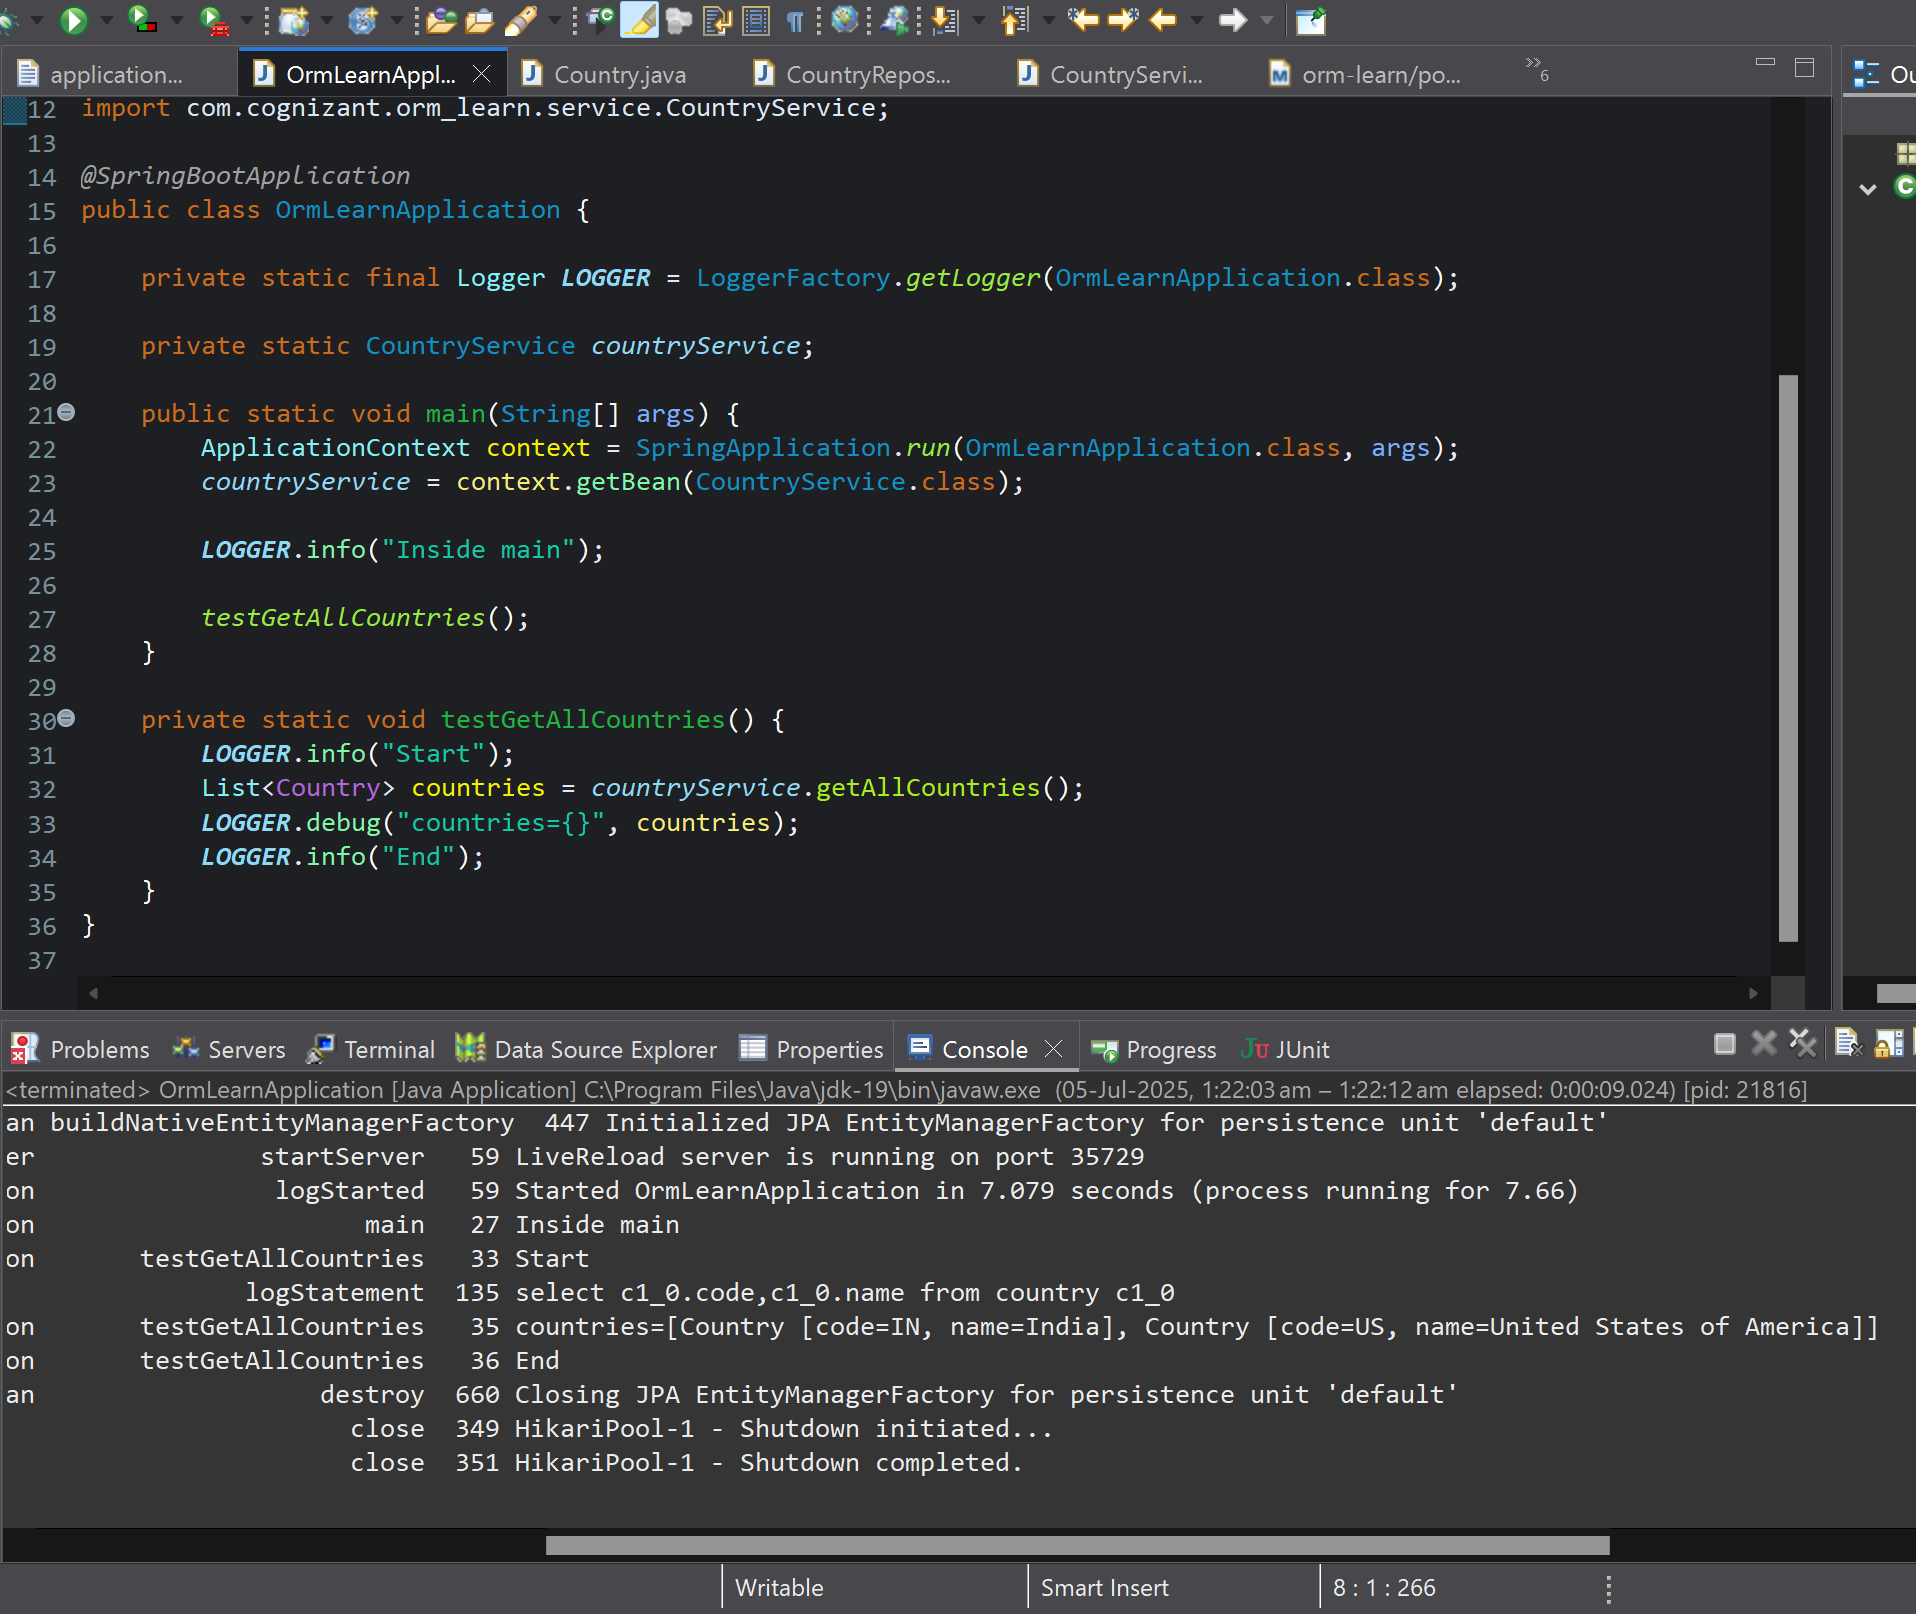 application...
OrmLearnAppl...
Country.java
CountryRepos...
CountryServi...
orm-learn/po...
6
Ou
12 import com.cognizant.orm_learn.service.CountryService;
13
14 @SpringBootApplication
15 public class OrmLearnApplication {
16
17     private static final Logger LOGGER = LoggerFactory.getLogger(OrmLearnApplication.class);
18
19     private static CountryService countryService;
20
21     public static void main(String[] args) {
22         ApplicationContext context = SpringApplication.run(OrmLearnApplication.class, args);
23         countryService = context.getBean(CountryService.class);
24
25         LOGGER.info("Inside main");
26
27         testGetAllCountries();
28     }
29
30     private static void testGetAllCountries() {
31         LOGGER.info("Start");
32         List<Country> countries = countryService.getAllCountries();
33         LOGGER.debug("countries={}", countries);
34         LOGGER.info("End");
35     }
36 }
37
Problems Servers Terminal Data Source Explorer Properties Console Progress JUnit
<terminated> OrmLearnApplication [Java Application] C:\Program Files\Java\jdk-19\bin\javaw.exe (05-Jul-2025, 1:22:03 am – 1:22:12 am elapsed: 0:00:09.024) [pid: 21816]
an buildNativeEntityManagerFactory 447 Initialized JPA EntityManagerFactory for persistence unit 'default'
er startServer 59 LiveReload server is running on port 35729
on logStarted 59 Started OrmLearnApplication in 7.079 seconds (process running for 7.66)
on main 27 Inside main
on testGetAllCountries 33 Start
logStatement 135 select c1_0.code,c1_0.name from country c1_0
on testGetAllCountries 35 countries=[Country [code=IN, name=India], Country [code=US, name=United States of America]]
on testGetAllCountries 36 End
an destroy 660 Closing JPA EntityManagerFactory for persistence unit 'default'
close 349 HikariPool-1 - Shutdown initiated...
close 351 HikariPool-1 - Shutdown completed.
Writable
Smart Insert
8 : 1 : 266